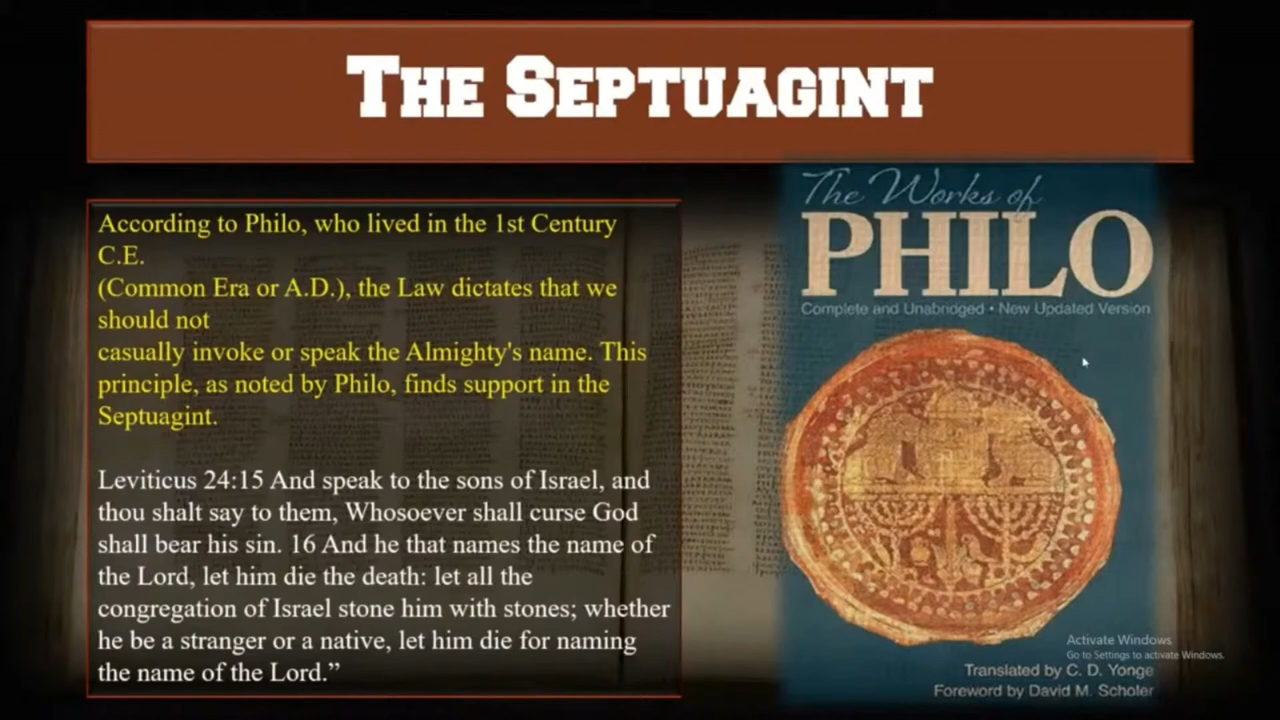 THE SEPTUAGINT
According to Philo, who lived in the 1st Century
C.E.
(Common Era or A.D.), the Law dictates that we
should not
casually invoke or speak the Almighty's name. This
principle, as noted by Philo, finds support in the
Septuagint.
Leviticus 24:15 And speak to the sons of Israel, and
thou shalt say to them, Whosoever shall curse God
shall bear his sin. 16 And he that names the name of
the Lord, let him die the death: let all the
congregation of Israel stone him with stones; whether
he be a stranger or a native, let him die for naming
the name of the Lord.”
The Works of
PHILO
Complete and Unabridged • New Updated Version
Activate Windows
Go to Settings to activate Windows.
Translated by C. D. Yonge
Foreword by David M. Scholer